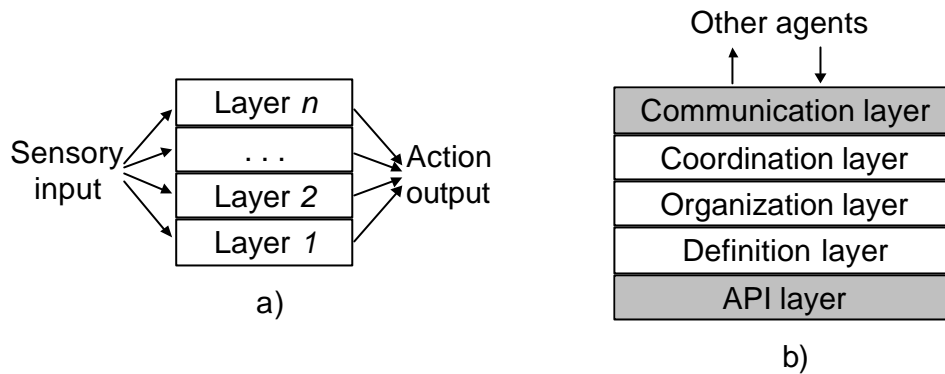 Layer n
. . .
Layer 2
Layer 1
Sensory
input
Action
output
a)
Other agents
Communication layer
Coordination layer
Organization layer
Definition layer
API layer
b)